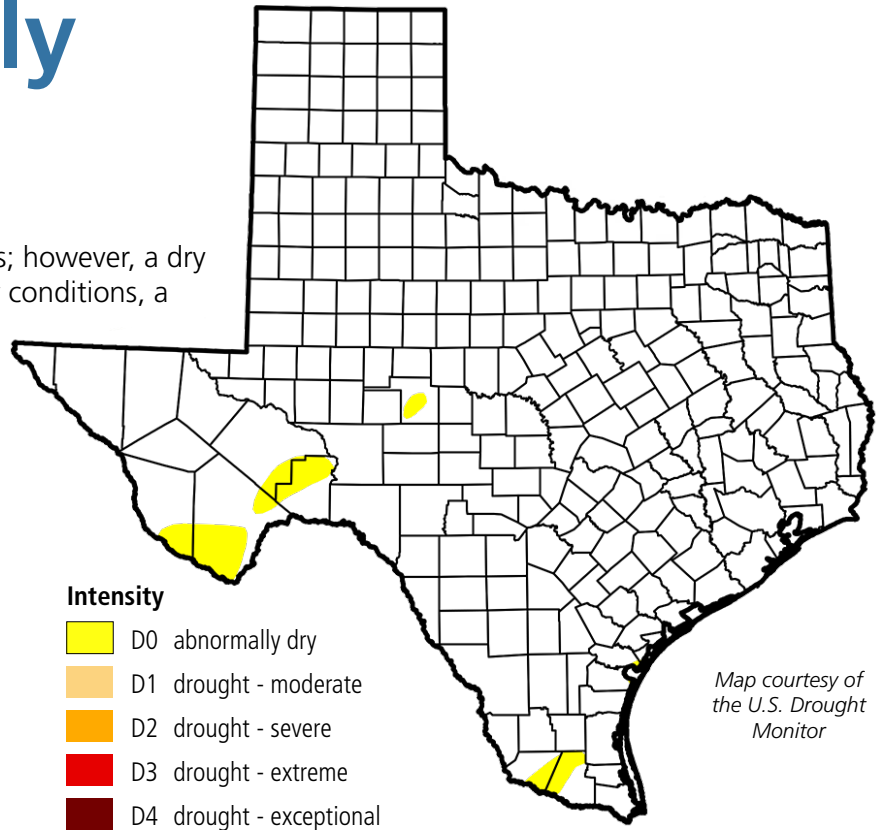 ly
s; however, a dry
conditions, a
Intensity
D0 abnormally dry
D1 drought - moderate
D2 drought - severe
D3 drought - extreme
D4 drought - exceptional
Map courtesy of
the U.S. Drought
Monitor